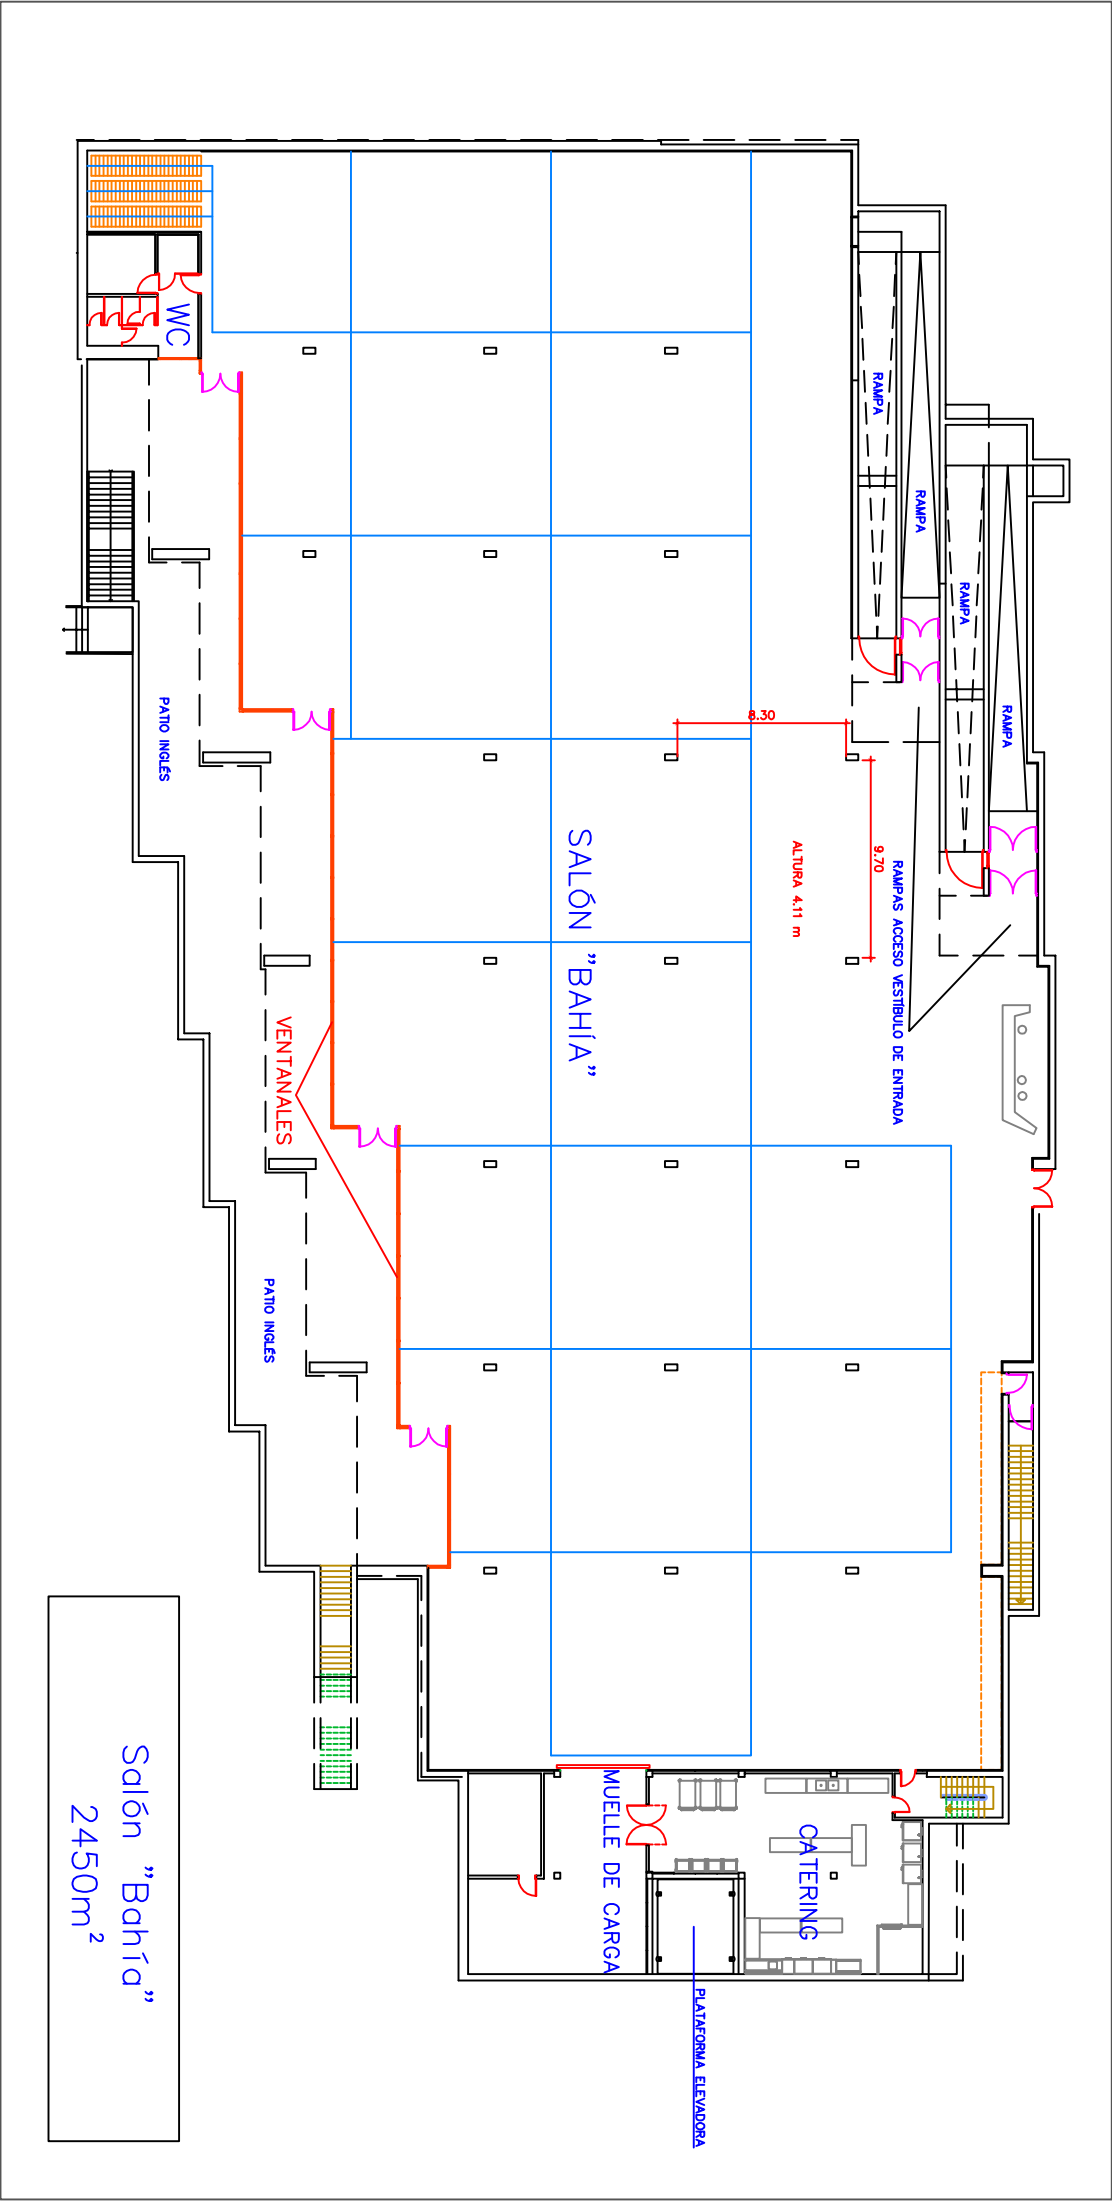 RAMPA
RAMPA
RAMPA
RAMPA
RAMPAS ACCESO VESTÍBULO DE ENTRADA
8.30
9.70
ALTURA 4.11 m
SALÓN "BAHÍA"
WC
PATIO INGLÉS
VENTANALES
PATIO INGLÉS
CATERING
MUELLE DE CARGA
PLATAFORMA ELEVADORA
Salón "Bahía"
2450m²